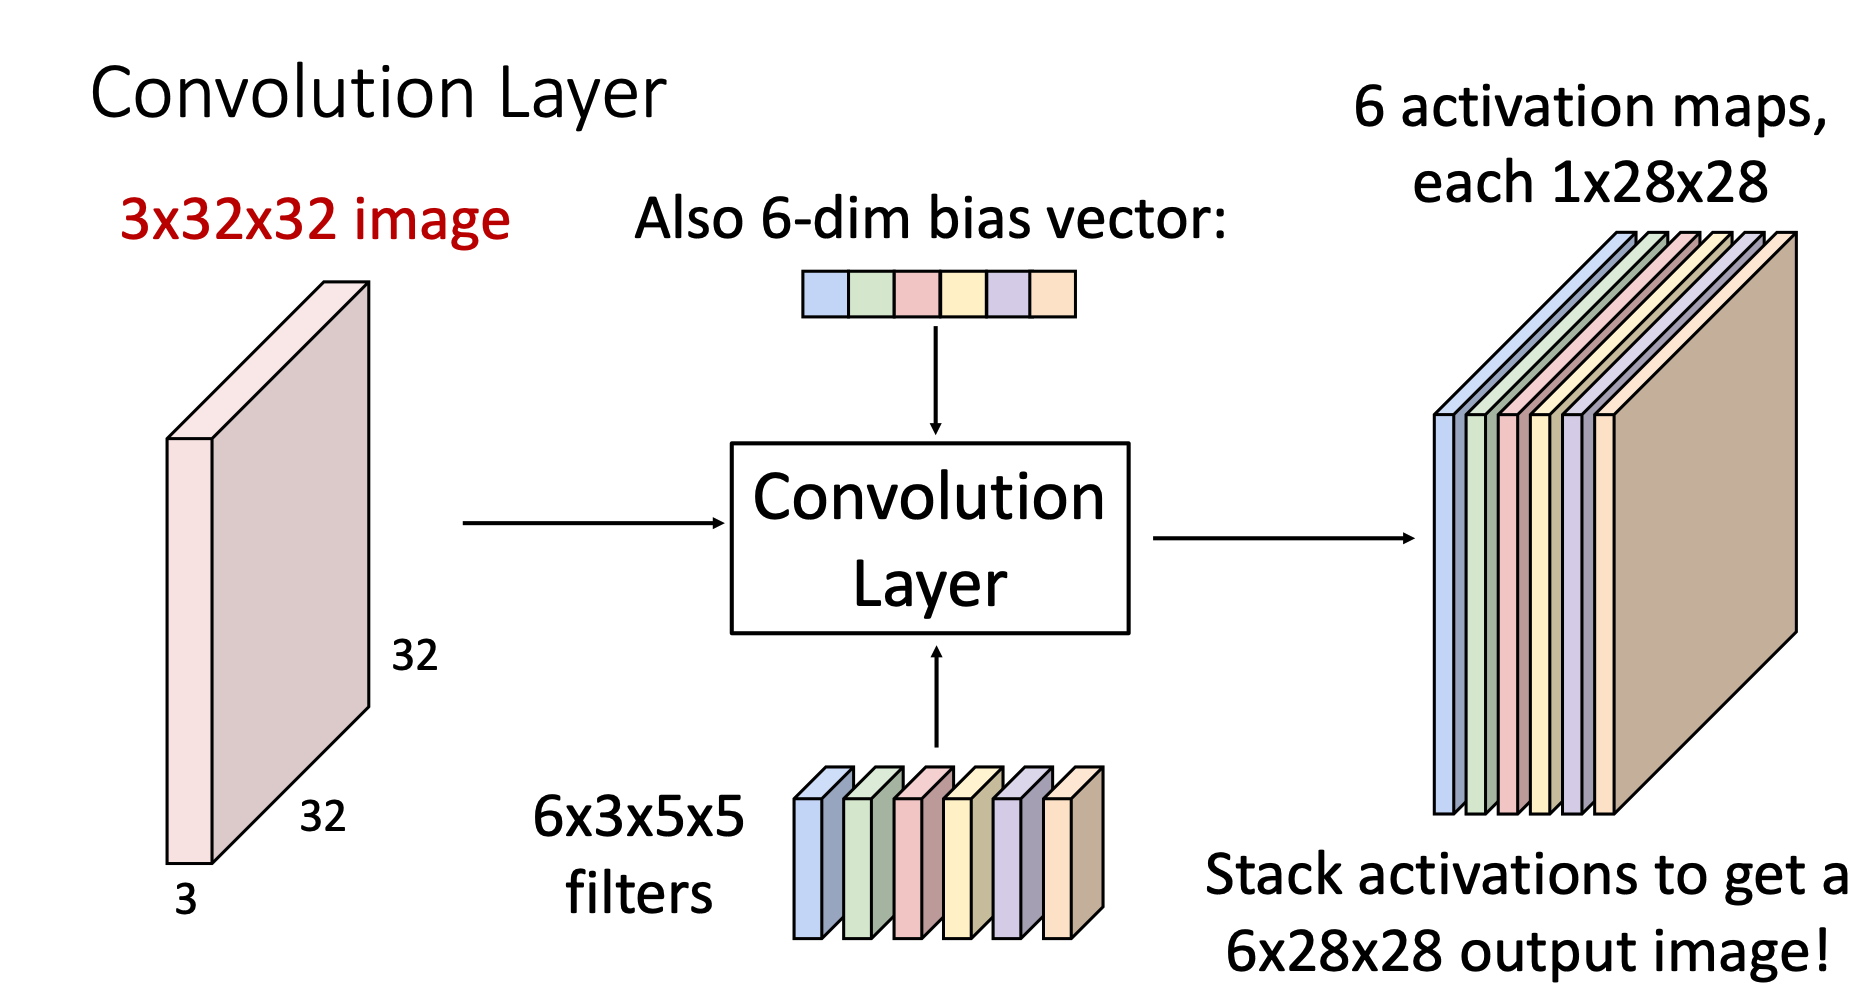 Convolution Layer
3x32x32 image
32
32
3
Also 6-dim bias vector:
Convolution
Layer
6x3x5x5
filters
6 activation maps,
each 1x28x28
Stack activations to get a
6x28x28 output image!